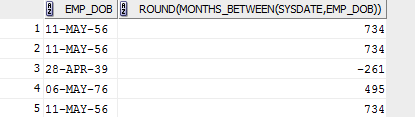 EMP_DOB ROUND(MONTHS_BETWEEN(SYSDATE,EMP_DOB))
1 11-MAY-56 734
2 11-MAY-56 734
3 28-APR-39 -261
4 06-MAY-76 495
5 11-MAY-56 734